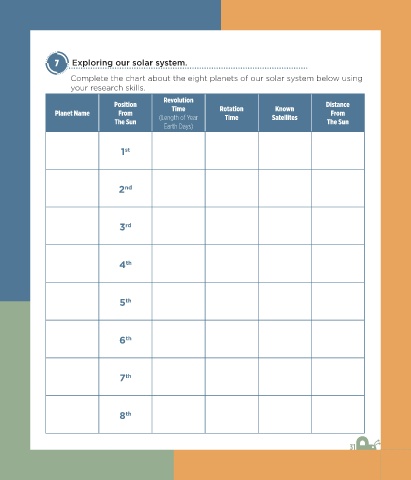 7 Exploring our solar system.
Complete the chart about the eight planets of our solar system below using
your research skills.
Planet Name
Position
From
The Sun
Revolution
Time
(Length of Year
Earth Days)
Rotation
Time
Known
Satellites
Distance
From
The Sun
1st
2nd
3rd
4th
5th
6th
7th
8th
31